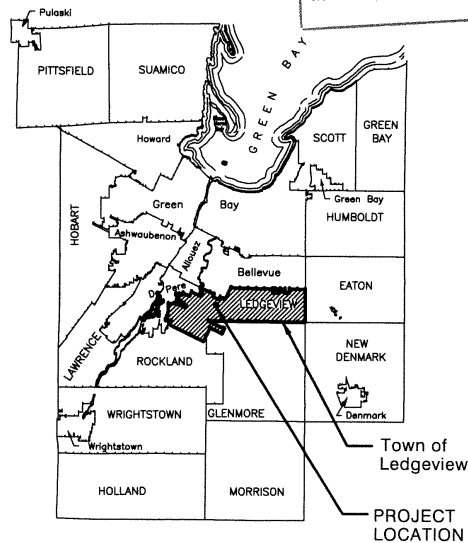 Pulaski
PITTSFIELD
SUAMICO
GREEN BAY
Howard
SCOTT
GREEN
BAY
HOBART
Green Bay
Green Bay
HUMBOLDT
Ashwaubenon
Allouez
Bellevue
De Pere
LEDGEVIEW
EATON
LAWRENCE
ROCKLAND
NEW
DENMARK
WRIGHTSTOWN
GLENMORE
Denmark
Wrightstown
Town of
Ledgeview
HOLLAND
MORRISON
PROJECT
LOCATION